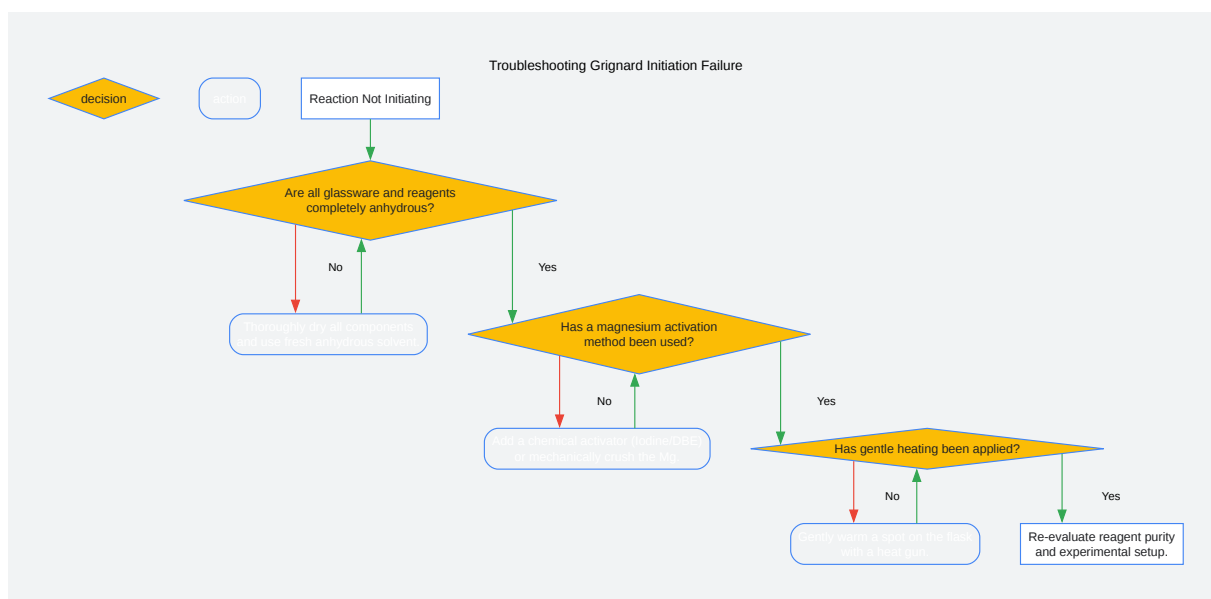 Troubleshooting Grignard Initiation Failure
decision
action
Reaction Not Initiating
Are all glassware and reagents
completely anhydrous?
No
Yes
Thoroughly dry all components
and use fresh anhydrous solvent.
Has a magnesium activation
method been used?
No
Yes
Add a chemical activator (Iodine/DBE)
or mechanically crush the Mg.
Has gentle heating been applied?
No
Yes
Gently warm a spot on the flask
with a heat gun.
Re-evaluate reagent purity
and experimental setup.